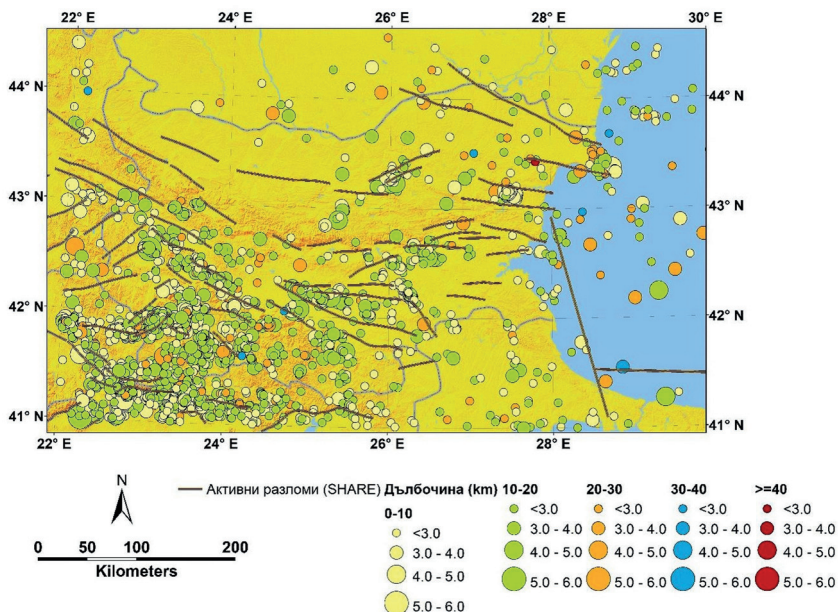 22° E 24° E 26° E 28° E 30° E
44° N 44° N
43° N 43° N
42° N 42° N
41° N 41° N
22° E 24° E 26° E 28° E
N
Активни разломи (SHARE) Дълбочина (km) 10-20 20-30 30-40 >=40
0-10 <3.0 <3.0 <3.0 <3.0
<3.0 3.0 - 4.0 3.0 - 4.0 3.0 - 4.0 3.0 - 4.0
3.0 - 4.0 4.0 - 5.0 4.0 - 5.0 4.0 - 5.0 4.0 - 5.0
4.0 - 5.0 5.0 - 6.0 5.0 - 6.0 5.0 - 6.0 5.0 - 6.0
5.0 - 6.0
0 50 100 200
Kilometers